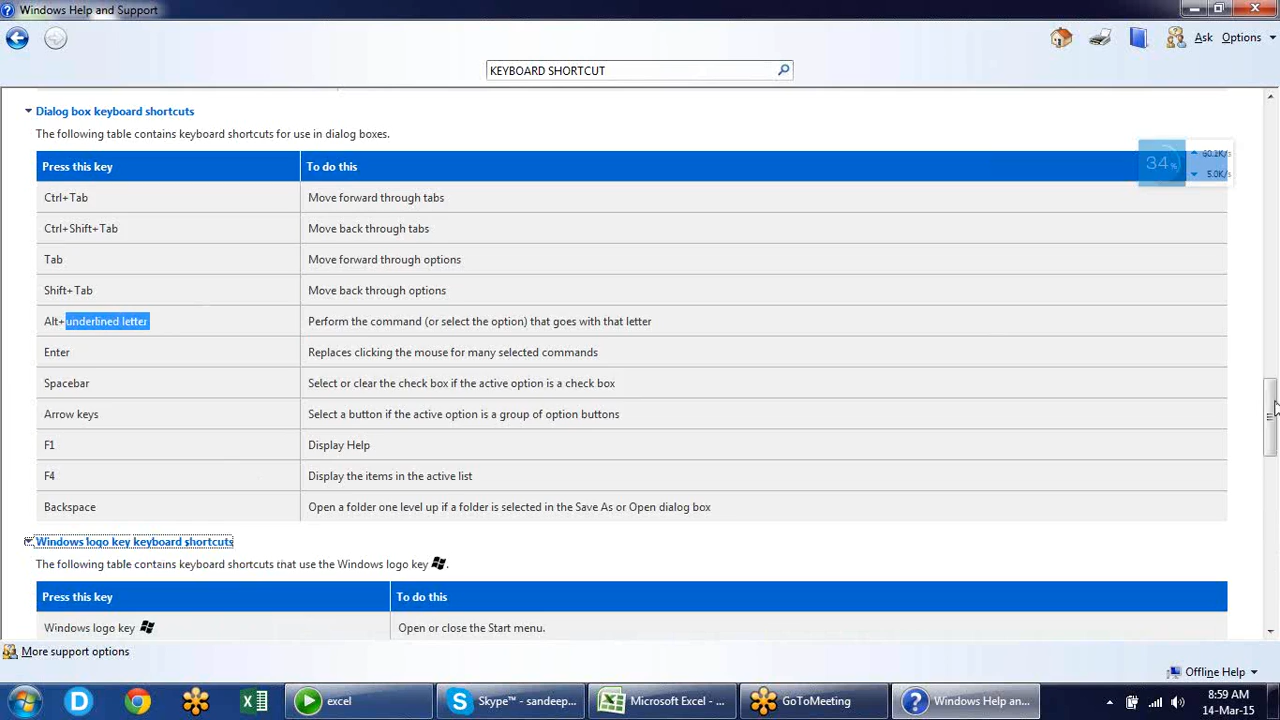 Windows Help and Support
Ask Options
KEYBOARD SHORTCUT
Dialog box keyboard shortcuts
The following table contains keyboard shortcuts for use in dialog boxes.
Press this key To do this
34% 60.2K/s
5.0K/s
Ctrl+Tab Move forward through tabs
Ctrl+Shift+Tab Move back through tabs
Tab Move forward through options
Shift+Tab Move back through options
Alt+underlined letter Perform the command (or select the option) that goes with that letter
Enter Replaces clicking the mouse for many selected commands
Spacebar Select or clear the check box if the active option is a check box
Arrow keys Select a button if the active option is a group of option buttons
F1 Display Help
F4 Display the items in the active list
Backspace Open a folder one level up if a folder is selected in the Save As or Open dialog box
Windows logo key keyboard shortcuts
The following table contains keyboard shortcuts that use the Windows logo key .
Press this key To do this
Windows logo key Open or close the Start menu.
More support options
Offline Help
excel Skype™ - sandeep... Microsoft Excel - ... GoToMeeting Windows Help an...
8:59 AM
14-Mar-15